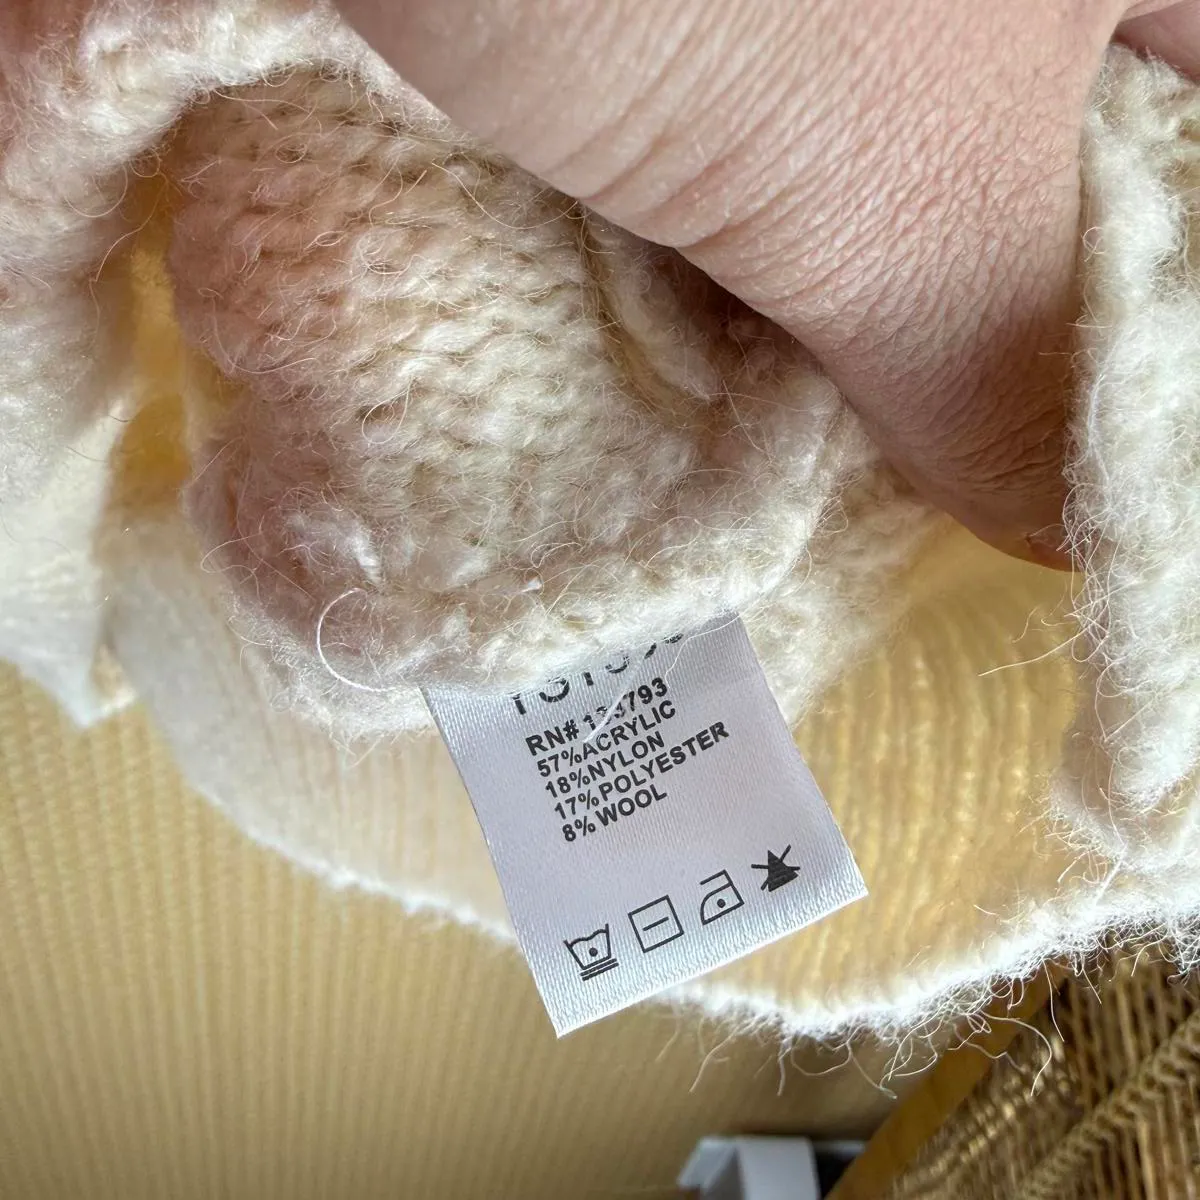 RN#
57%ACRYLIC
18%NYLON
17%POLYESTER
8%WOOL